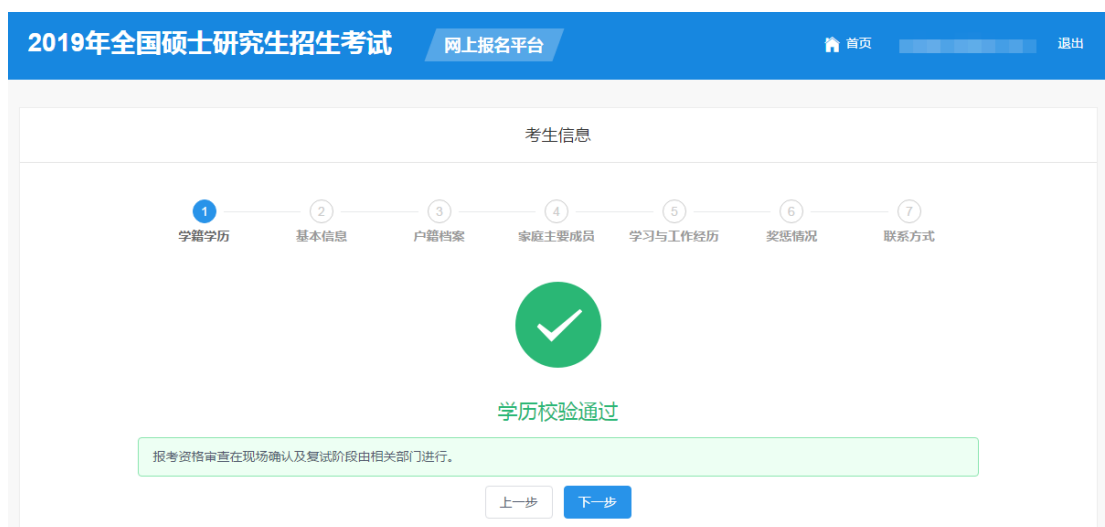 2019年全国硕士研究生招生考试 网上报名平台 首页 退出
考生信息
1 2 3 4 5 6 7
学籍学历 基本信息 户籍档案 家庭主要成员 学习与工作经历 奖惩情况 联系方式
学历校验通过
报考资格审查在现场确认及复试阶段由相关部门进行。
上一步 下一步